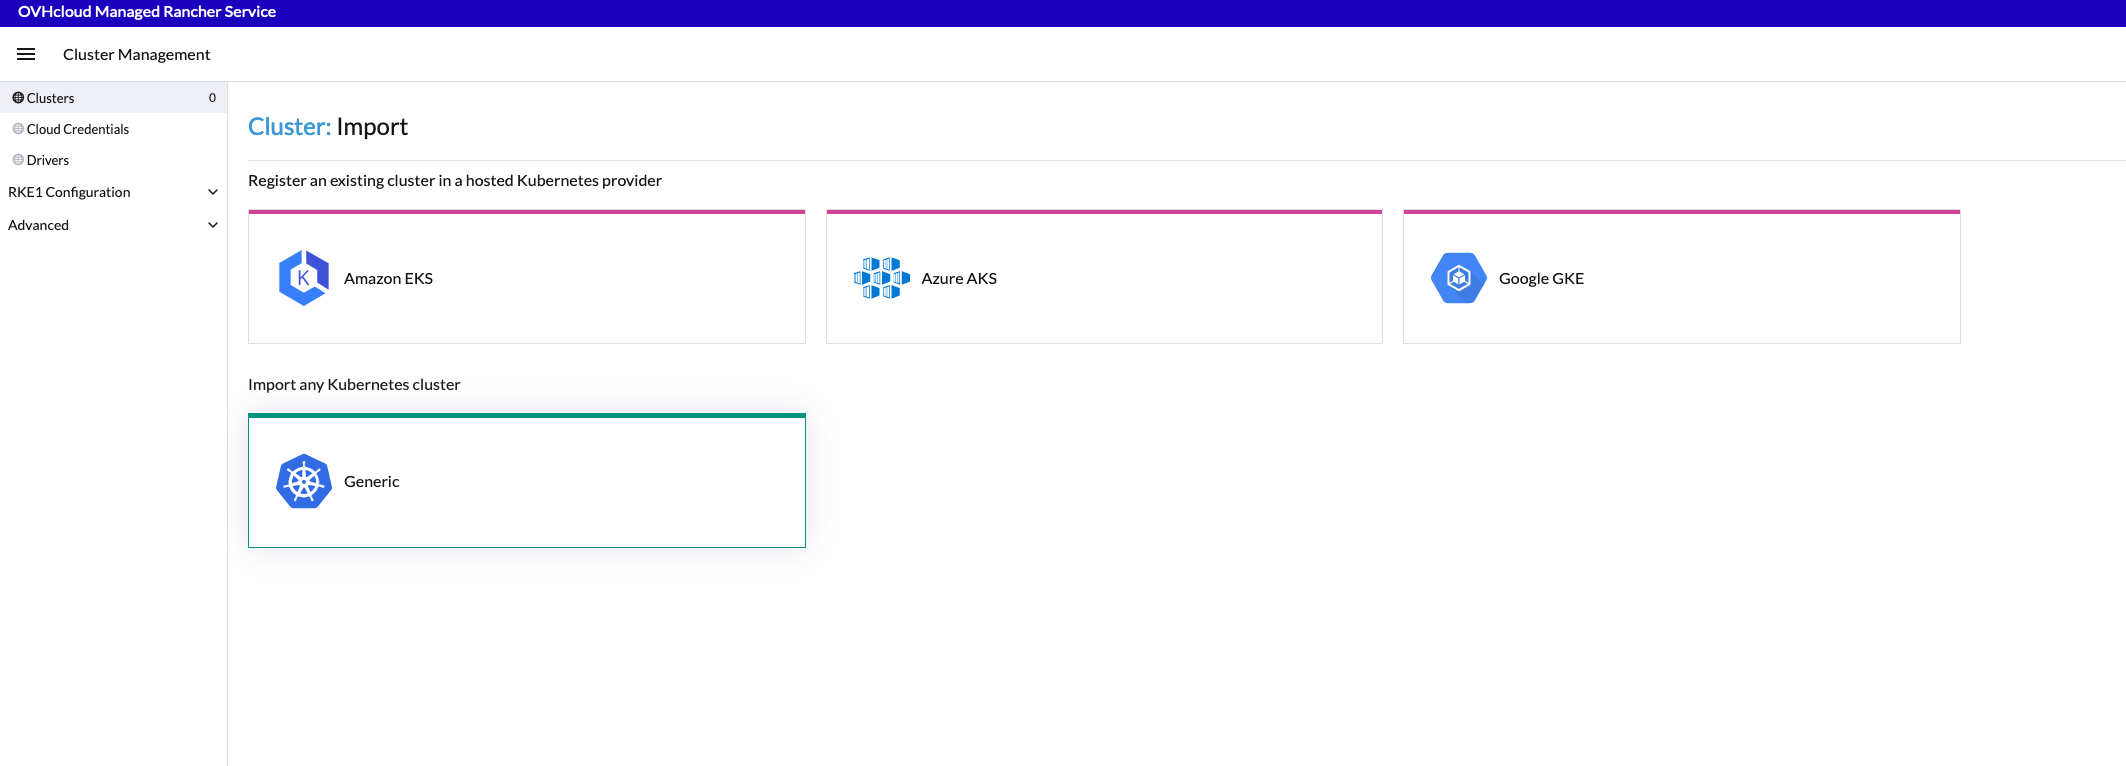 OVHcloud Managed Rancher Service
Cluster Management
Clusters 0
Cloud Credentials
Drivers
RKE1 Configuration
Advanced
Cluster: Import
Register an existing cluster in a hosted Kubernetes provider
K Amazon EKS
Azure AKS
Google GKE
Import any Kubernetes cluster
Generic